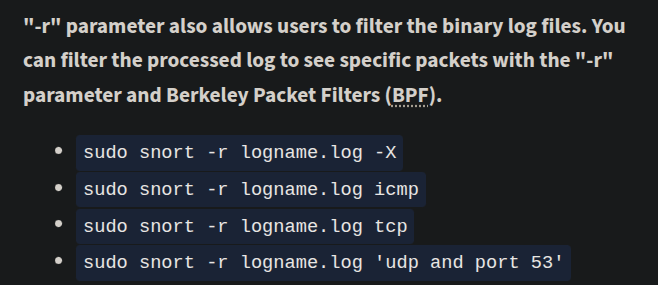 "-r" parameter also allows users to filter the binary log files. You
can filter the processed log to see specific packets with the "-r"
parameter and Berkeley Packet Filters (BPF).
• sudo snort -r logname.log -X
• sudo snort -r logname.log icmp
• sudo snort -r logname.log tcp
• sudo snort -r logname.log 'udp and port 53'